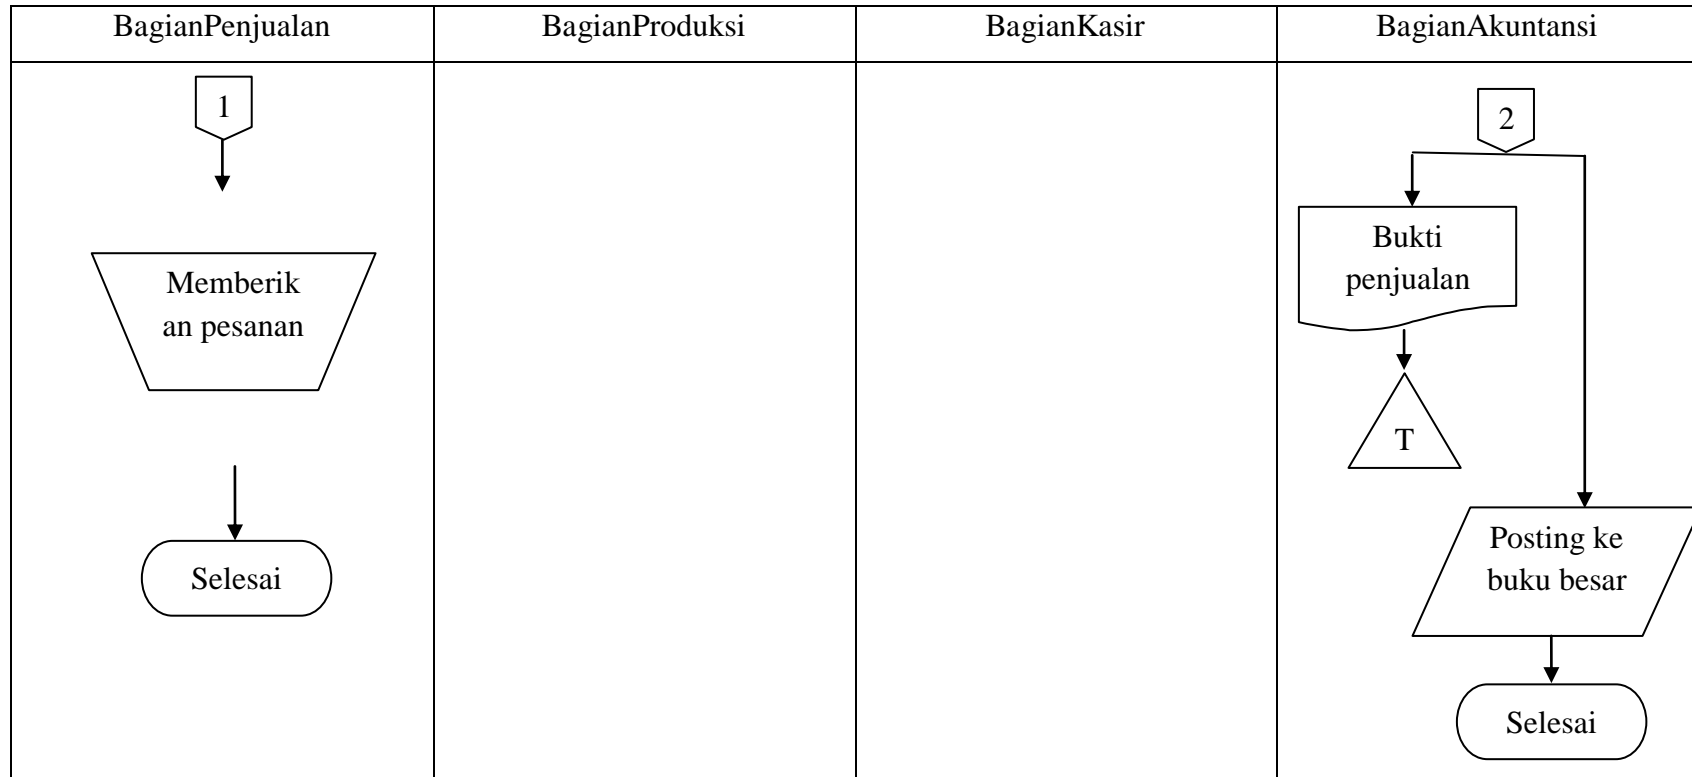 BagianPenjualan
BagianProduksi
BagianKasir
BagianAkuntansi
1
Memberik
an pesanan
Selesai
2
Bukti
penjualan
T
Posting ke
buku besar
Selesai